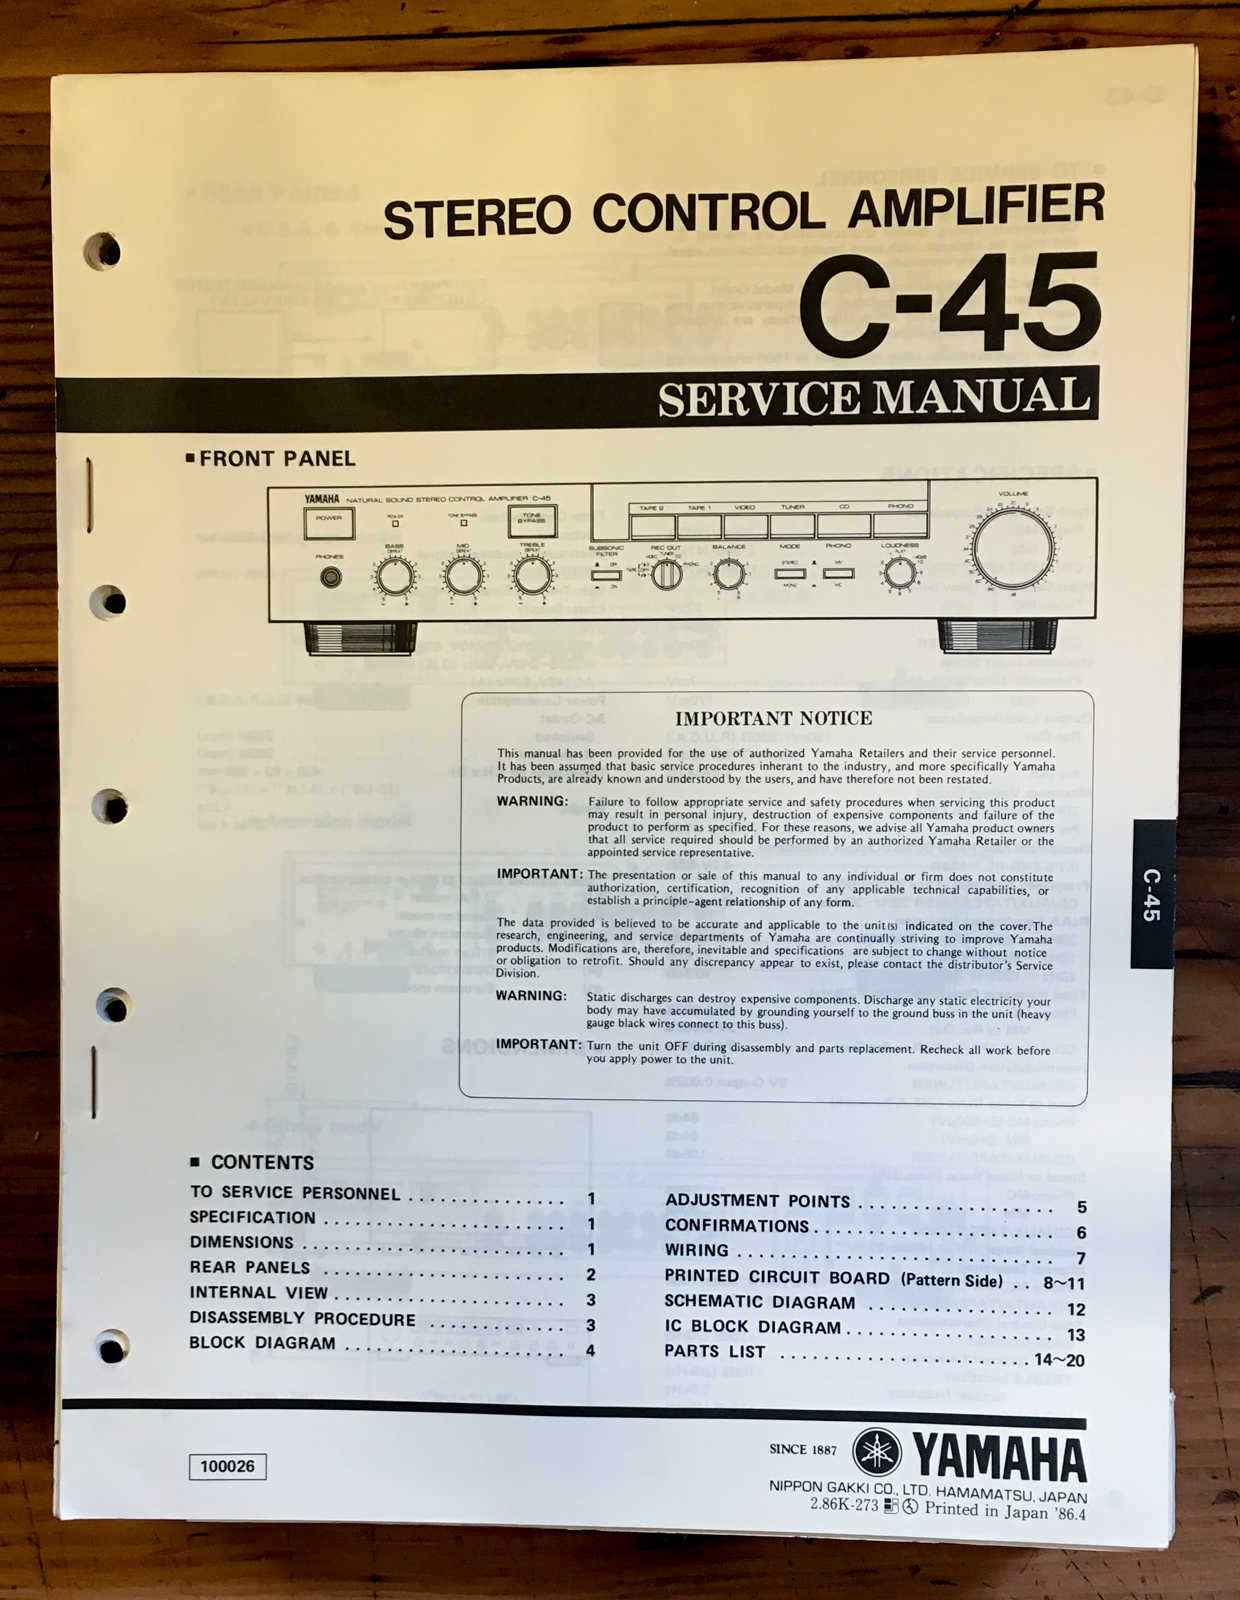 STEREO CONTROL AMPLIFIER
C-45
SERVICE MANUAL
■FRONT PANEL
YAMAHA NATURAL SOUND STEREO CONTROL AMPLIFIER C-45
POWER
POWER
TONE BYPASS
TONE
BYPASS
TAPE 2 TAPE 1 VIDEO TUNER CD PHONO
VOLUME
PHONES
BASS
DEFEAT
MID
DEFEAT
TREBLE
DEFEAT
SUBSONIC
FILTER
OFF
ON
REC OUT
TUNER
VIDEO
CD
PHONO
BALANCE
MODE
STEREO
MONO
PHONO
MM
MC
LOUDNESS
FLAT
IMPORTANT NOTICE
This manual has been provided for the use of authorized Yamaha Retailers and their service personnel.
It has been assumed that basic service procedures inherant to the industry, and more specifically Yamaha
Products, are already known and understood by the users, and have therefore not been restated.
WARNING: Failure to follow appropriate service and safety procedures when servicing this product
may result in personal injury, destruction of expensive components and failure of the
product to perform as specified. For these reasons, we advise all Yamaha product owners
that all service required should be performed by an authorized Yamaha Retailer or the
appointed service representative.
IMPORTANT: The presentation or sale of this manual to any individual or firm does not constitute
authorization, certification, recognition of any applicable technical capabilities, or
establish a principle-agent relationship of any form.
The data provided is believed to be accurate and applicable to the unit(s) indicated on the cover. The
research, engineering, and service departments of Yamaha are continually striving to improve Yamaha
products. Modifications are, therefore, inevitable and specifications are subject to change without notice
or obligation to retrofit. Should any discrepancy appear to exist, please contact the distributor's Service
Division.
WARNING: Static discharges can destroy expensive components. Discharge any static electricity your
body may have accumulated by grounding yourself to the ground buss in the unit (heavy
gauge black wires connect to this buss).
IMPORTANT: Turn the unit OFF during disassembly and parts replacement. Recheck all work before
you apply power to the unit.
C-45
■ CONTENTS
TO SERVICE PERSONNEL ............... 1
SPECIFICATION ....................... 1
DIMENSIONS ......................... 1
REAR PANELS ....................... 2
INTERNAL VIEW ...................... 3
DISASSEMBLY PROCEDURE ............ 3
BLOCK DIAGRAM ..................... 4
ADJUSTMENT POINTS .................. 5
CONFIRMATIONS ...................... 6
WIRING ............................. 7
PRINTED CIRCUIT BOARD (Pattern Side) .. 8~11
SCHEMATIC DIAGRAM ................. 12
IC BLOCK DIAGRAM ................... 13
PARTS LIST ........................ 14~20
100026
SINCE 1887 YAMAHA
NIPPON GAKKI CO., LTD. HAMAMATSU, JAPAN
2.86K-273 Printed in Japan '86.4